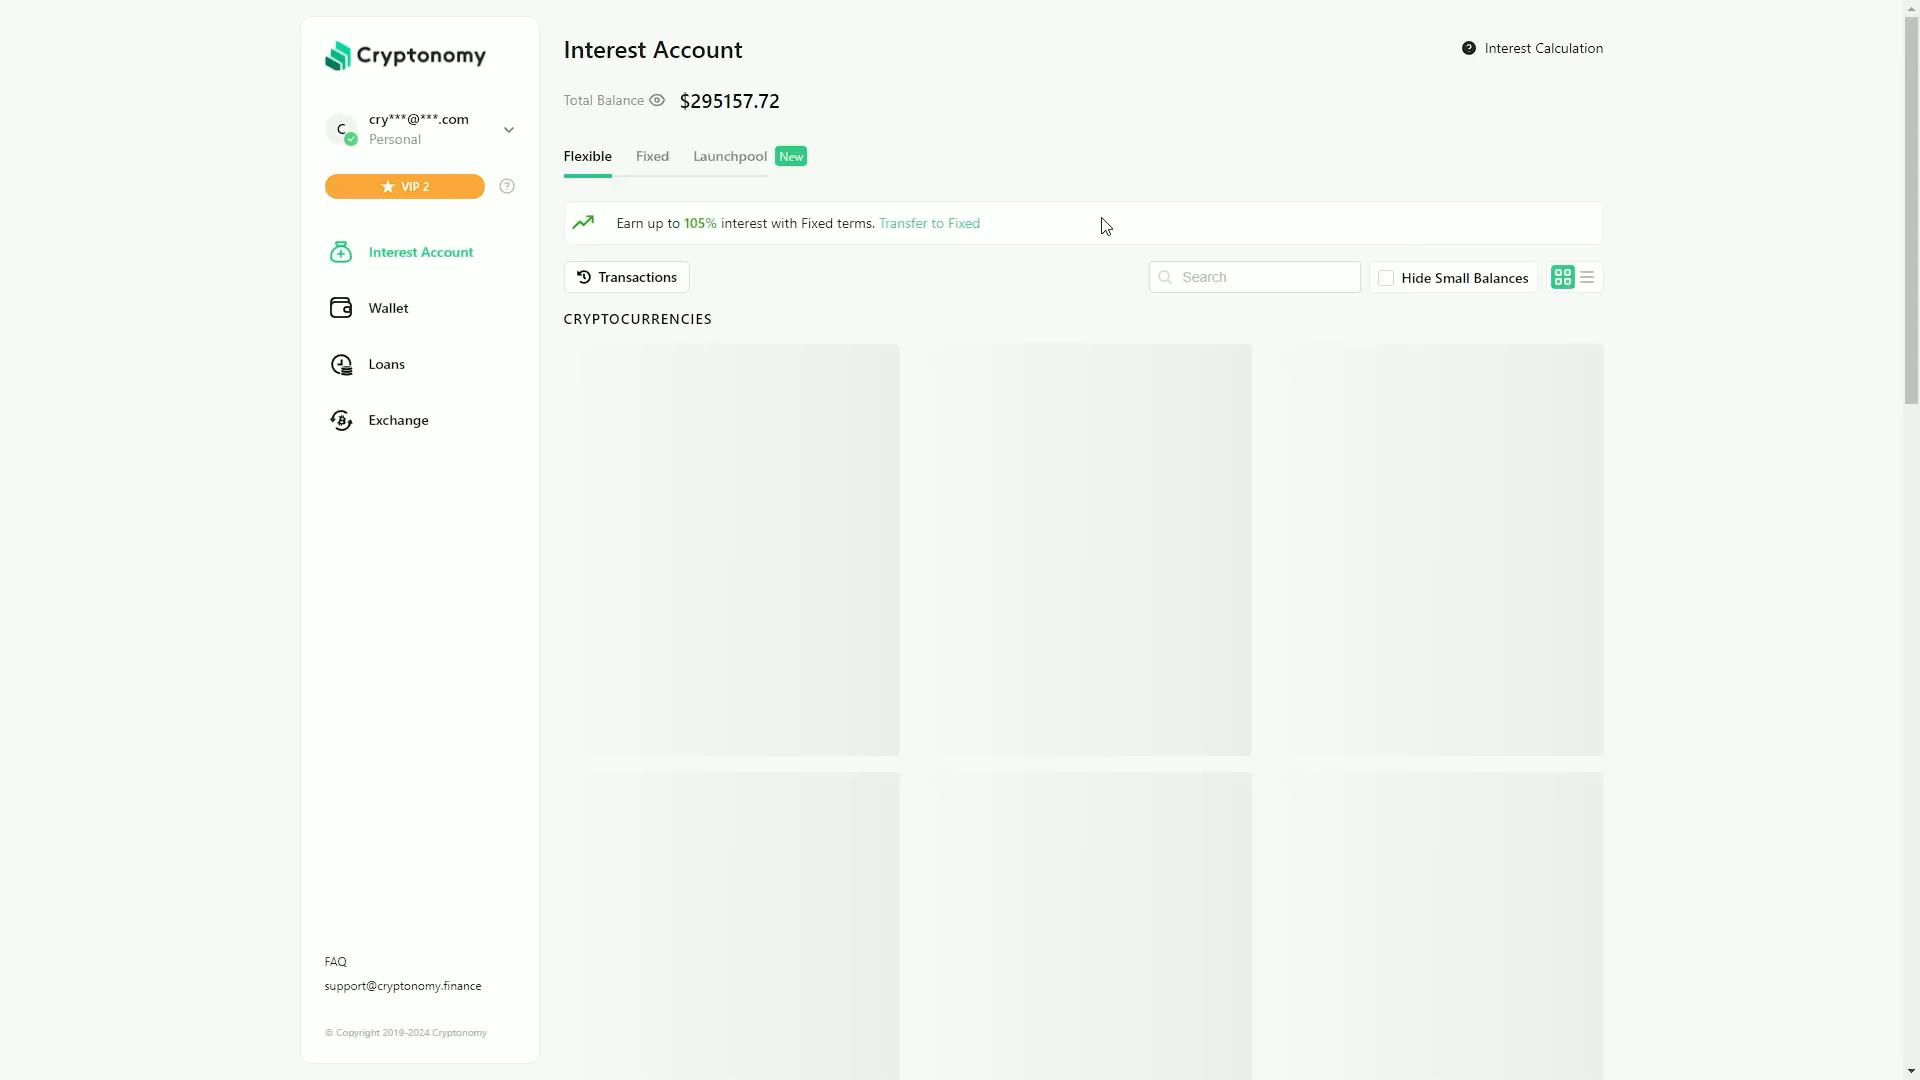 Cryptonomy
C
cry***@***.com
Personal
VIP 2
?
Interest Account
Wallet
Loans
Exchange
FAQ
support@cryptonomy.finance
© Copyright 2019-2024 Cryptonomy
Interest Account
? Interest Calculation
Total Balance $295157.72
Flexible Fixed Launchpool New
Earn up to 105% interest with Fixed terms. Transfer to Fixed
Transactions Search Hide Small Balances
CRYPTOCURRENCIES